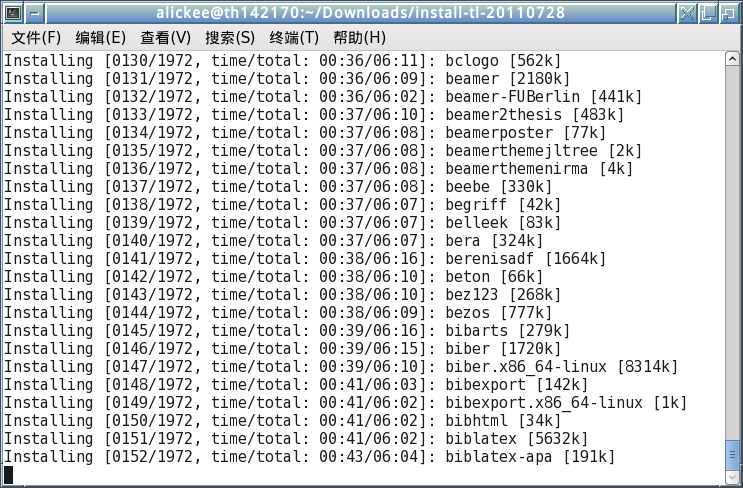 alickee@th142170:~/Downloads/install-tl-20110728
文件(F) 编辑(E) 查看(V) 搜索(S) 终端(T) 帮助(H)
Installing [0130/1972, time/total: 00:36/06:11]: bclogo [562k]
Installing [0131/1972, time/total: 00:36/06:09]: beamer [2180k]
Installing [0132/1972, time/total: 00:36/06:02]: beamer-FUBerlin [441k]
Installing [0133/1972, time/total: 00:37/06:10]: beamer2thesis [483k]
Installing [0134/1972, time/total: 00:37/06:08]: beamerposter [77k]
Installing [0135/1972, time/total: 00:37/06:08]: beamerthemejltree [2k]
Installing [0136/1972, time/total: 00:37/06:08]: beamerthemenirma [4k]
Installing [0137/1972, time/total: 00:37/06:08]: beebe [330k]
Installing [0138/1972, time/total: 00:37/06:07]: begriff [42k]
Installing [0139/1972, time/total: 00:37/06:07]: belleek [83k]
Installing [0140/1972, time/total: 00:37/06:07]: bera [324k]
Installing [0141/1972, time/total: 00:38/06:16]: berenisadf [1664k]
Installing [0142/1972, time/total: 00:38/06:10]: beton [66k]
Installing [0143/1972, time/total: 00:38/06:10]: bez123 [268k]
Installing [0144/1972, time/total: 00:38/06:09]: bezos [777k]
Installing [0145/1972, time/total: 00:39/06:16]: bibarts [279k]
Installing [0146/1972, time/total: 00:39/06:15]: biber [1720k]
Installing [0147/1972, time/total: 00:39/06:10]: biber.x86_64-linux [8314k]
Installing [0148/1972, time/total: 00:41/06:03]: bibexport [142k]
Installing [0149/1972, time/total: 00:41/06:02]: bibexport.x86_64-linux [1k]
Installing [0150/1972, time/total: 00:41/06:02]: bibhtml [34k]
Installing [0151/1972, time/total: 00:41/06:02]: biblatex [5632k]
Installing [0152/1972, time/total: 00:43/06:04]: biblatex-apa [191k]